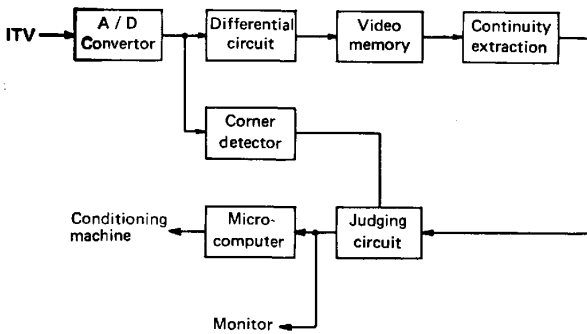 ITV
A / D
Convertor
Differential
circuit
Video
memory
Continuity
extraction
Corner
detector
Conditioning
machine
Micro-
computer
Judging
circuit
Monitor